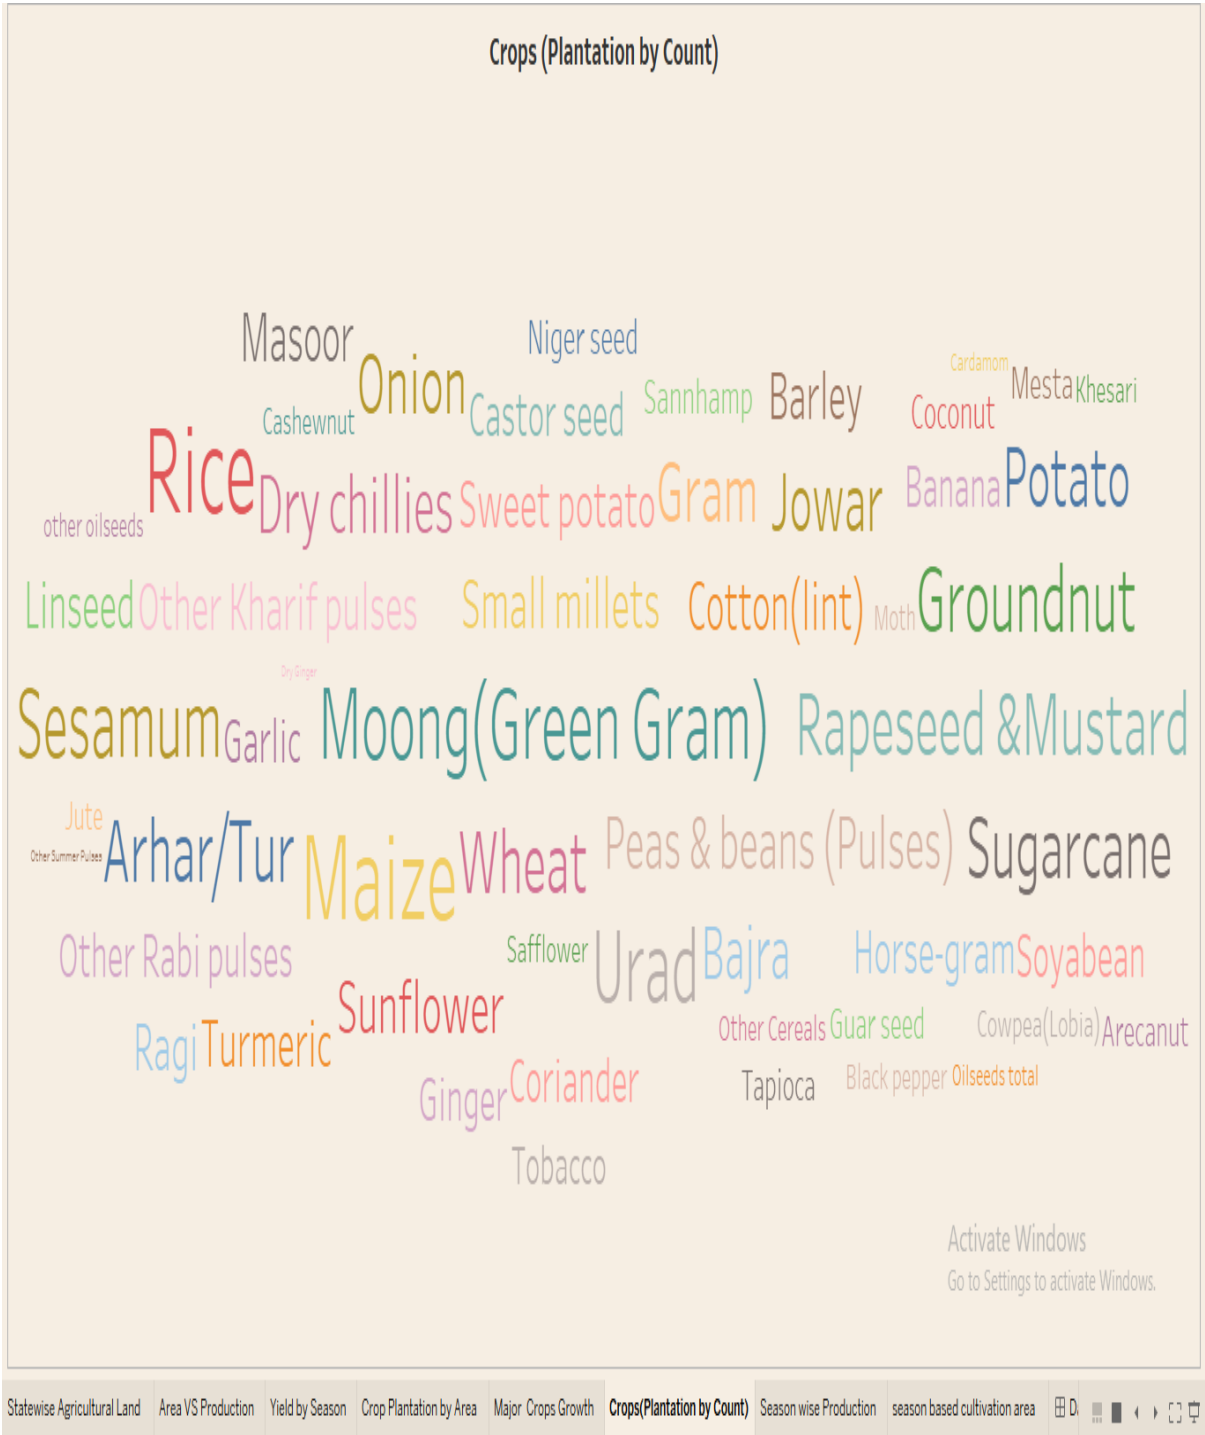 Crops (Plantation by Count)
Masoor
Niger seed
Onion
Cardamom
Cashewnut
Castor seed
Sannhamp
Barley
Coconut
Mesta
Khesari
Rice
Dry chillies
Sweet potato
Gram
Jowar
Banana
Potato
other oilseeds
Linseed
Other Kharif pulses
Small millets
Cotton(lint)
Moth
Groundnut
Dry Ginger
Sesamum
Garlic
Moong(Green Gram)
Rapeseed &Mustard
Jute
Other Summer Pulses
Arhar/Tur
Maize
Wheat
Peas & beans (Pulses)
Sugarcane
Other Rabi pulses
Safflower
Urad
Bajra
Horse-gram
Soyabean
Sunflower
Ragi
Turmeric
Other Cereals
Guar seed
Cowpea(Lobia)
Arecanut
Ginger
Coriander
Tapioca
Black pepper
Oilseeds total
Tobacco
Activate Windows
Go to Settings to activate Windows.
Statewise Agricultural Land
Area VS Production
Yield by Season
Crop Plantation by Area
Major Crops Growth
Crops(Plantation by Count)
Season wise Production
season based cultivation area